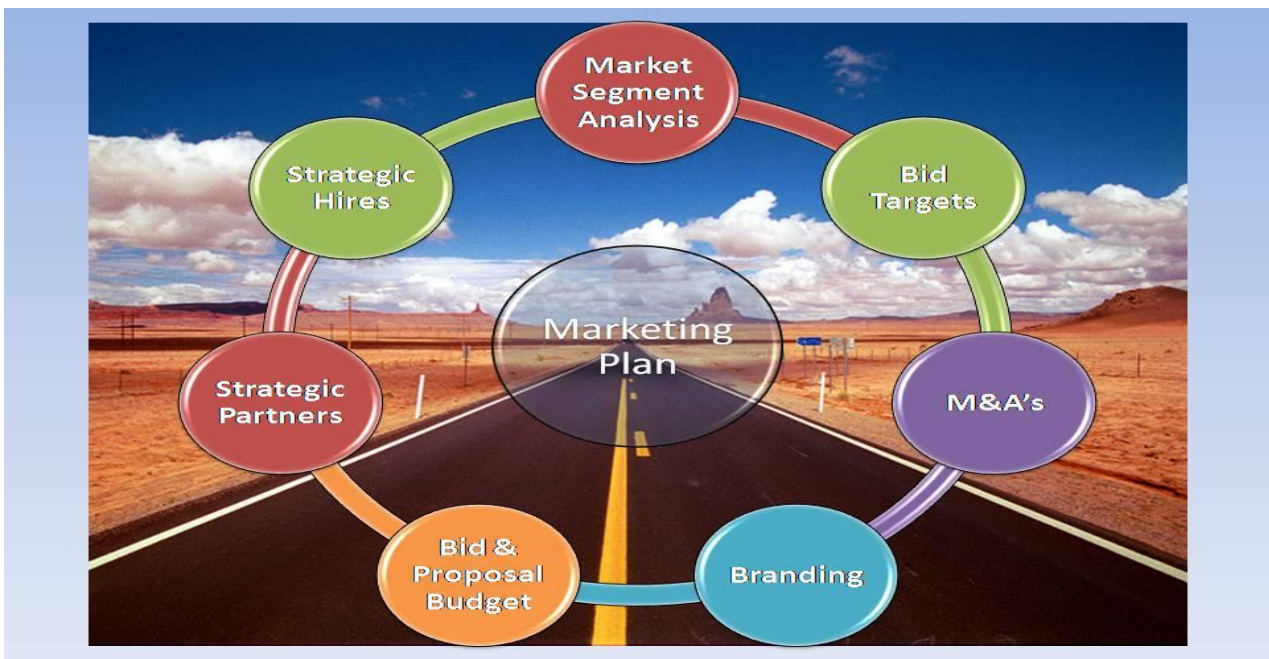 Market
Segment
Analysis
Bid
Targets
M&A's
Branding
Bid &
Proposal
Budget
Strategic
Partners
Strategic
Hires
Marketing
Plan